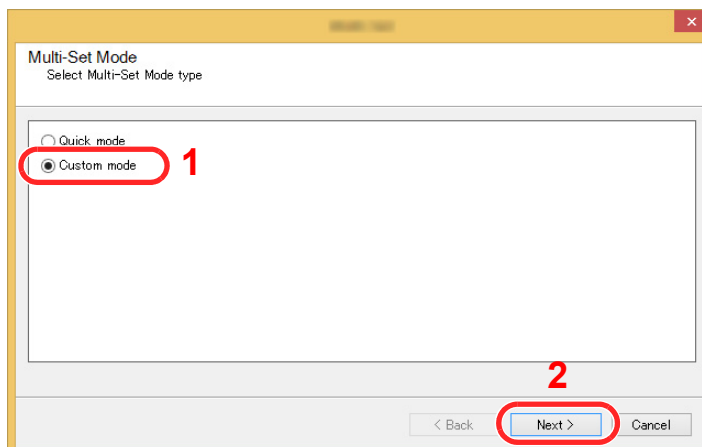 Multi-Set Mode
Select Multi-Set Mode type
Quick mode
Custom mode 1
2
< Back Next > Cancel